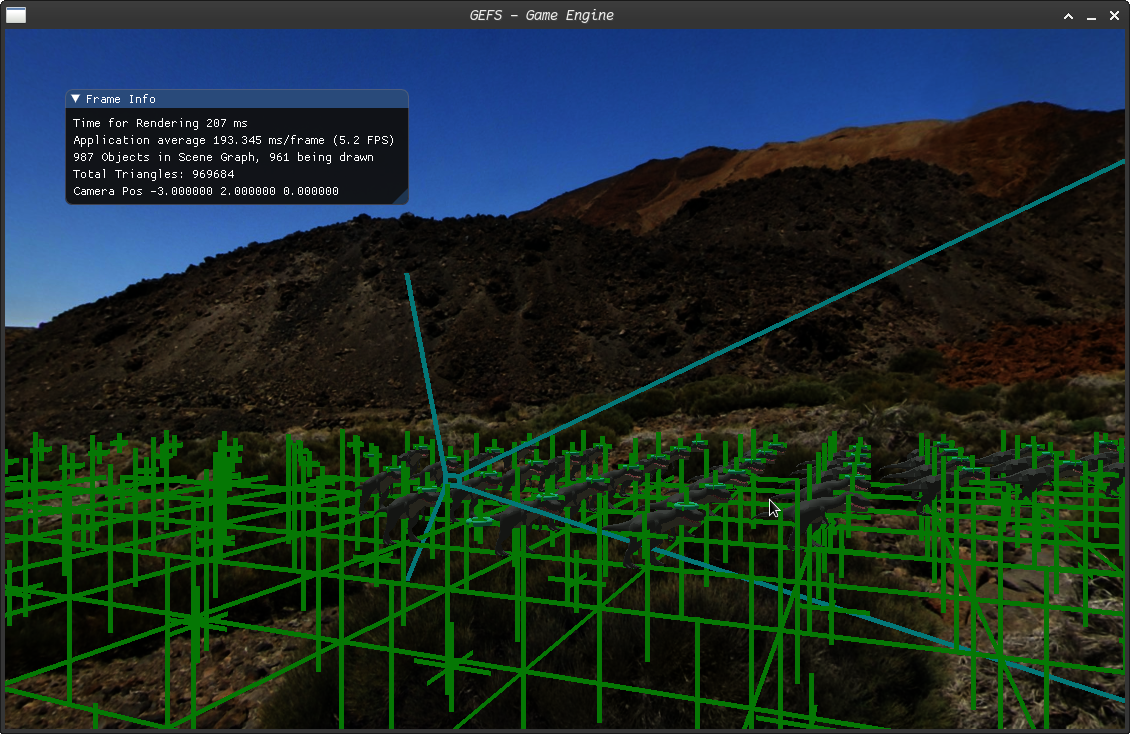 GEFS - Game Engine
Frame Info
Time for Rendering 207 ms
Application average 193.345 ms/frame (5.2 FPS)
987 Objects in Scene Graph, 961 being drawn
Total Triangles: 969684
Camera Pos -3.000000 2.000000 0.000000